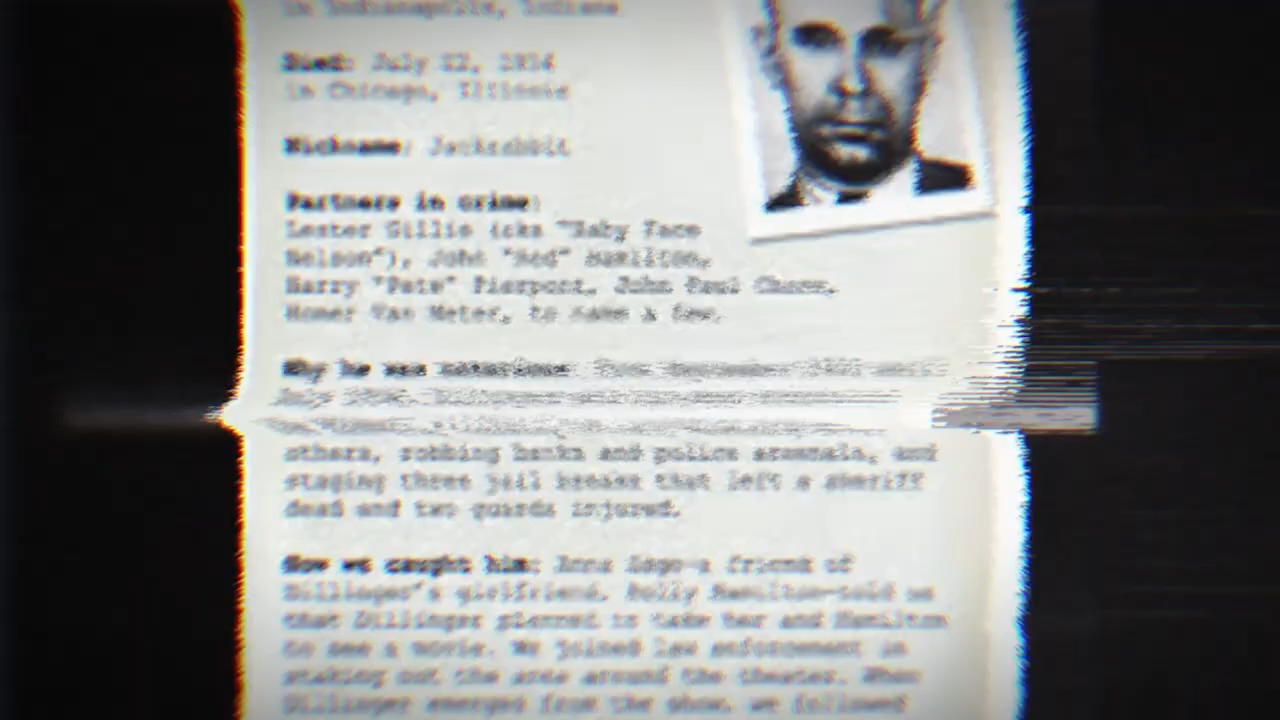 in Indianapolis, Indiana
Died: July 22, 1934
in Chicago, Illinois
Nickname: Jackrabbit
Partners in crime:
Lester Gillis (aka "Baby Face
Nelson"), John "Red" Hamilton,
Harry "Pete" Pierpont, John Paul Chase,
Homer Van Meter, to name a few.
Why he was notorious: From
others, robbing banks and police arsenals, and
staging three jail breaks that left a sheriff
dead and two guards injured.
How we caught him: Anna Sage—a friend of
Dillinger's girlfriend, Polly Hamilton—told us
that Dillinger planned to take her and Hamilton
to see a movie. We joined law enforcement in
staking out the area around the theater. When
Dillinger emerged from the show, we followed